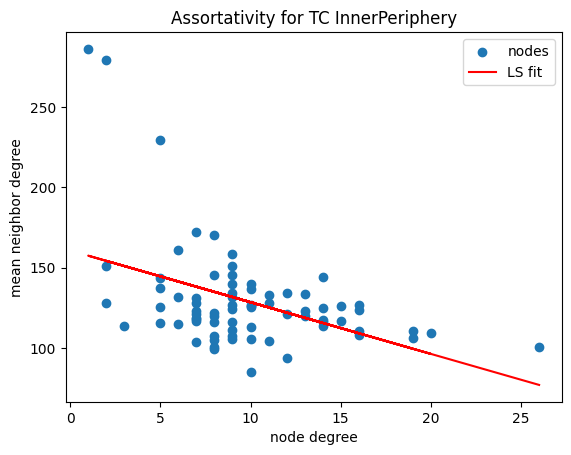 Assortativity for TC InnerPeriphery
nodes
LS fit
mean neighbor degree
250
200
150
100
0
5
10
15
20
25
node degree